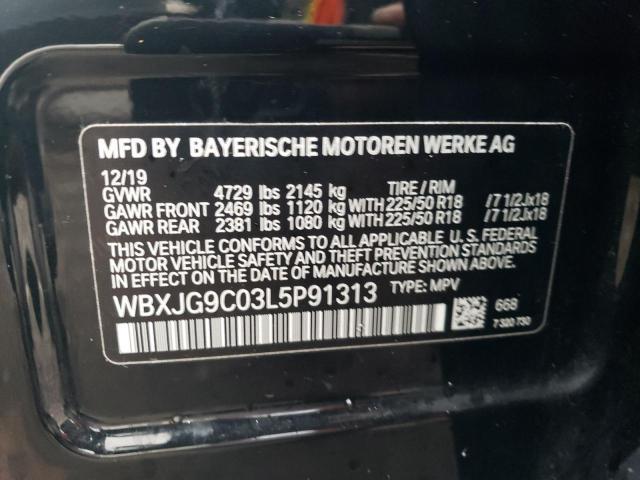 MFD BY BAYERISCHE MOTOREN WERKE AG
12/19
GVWR 4729 lbs 2145 kg TIRE / RIM
GAWR FRONT 2469 lbs 1120 kg WITH 225/50 R18 //7 1/2Jx18
GAWR REAR 2381 lbs 1080 kg WITH 225/50 R18 //7 1/2Jx18
THIS VEHICLE CONFORMS TO ALL APPLICABLE U. S. FEDERAL
MOTOR VEHICLE SAFETY AND THEFT PREVENTION STANDARDS
IN EFFECT ON THE DATE OF MANUFACTURE SHOWN ABOVE.
WBXJG9C03L5P91313 TYPE: MPV
668
7 320 730